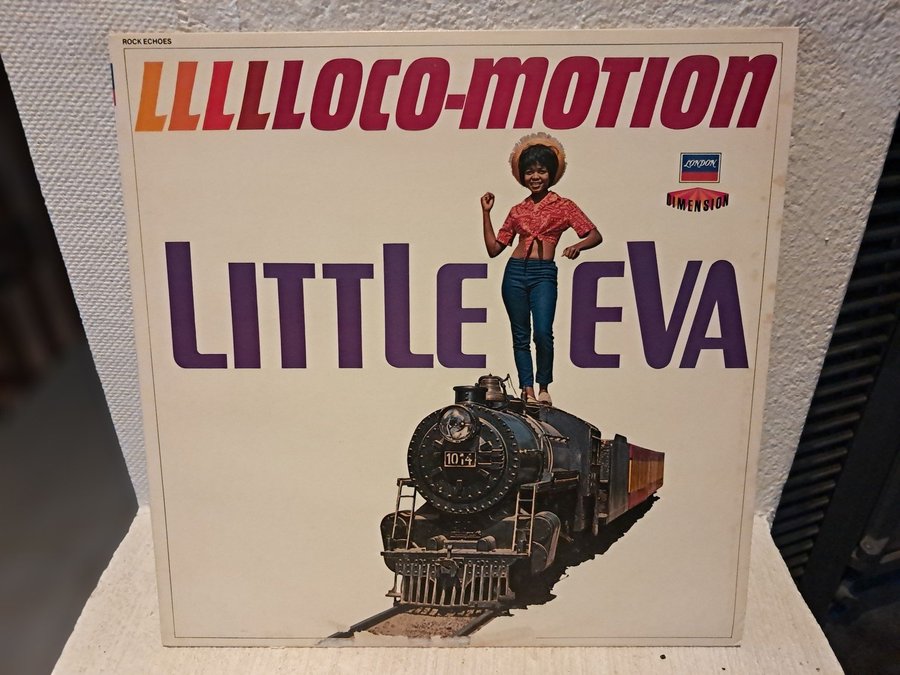 ROCK ECHOES
LLLLLOCO-MOTION
LONDON
DIMENSION
LITTLE EVA
1014